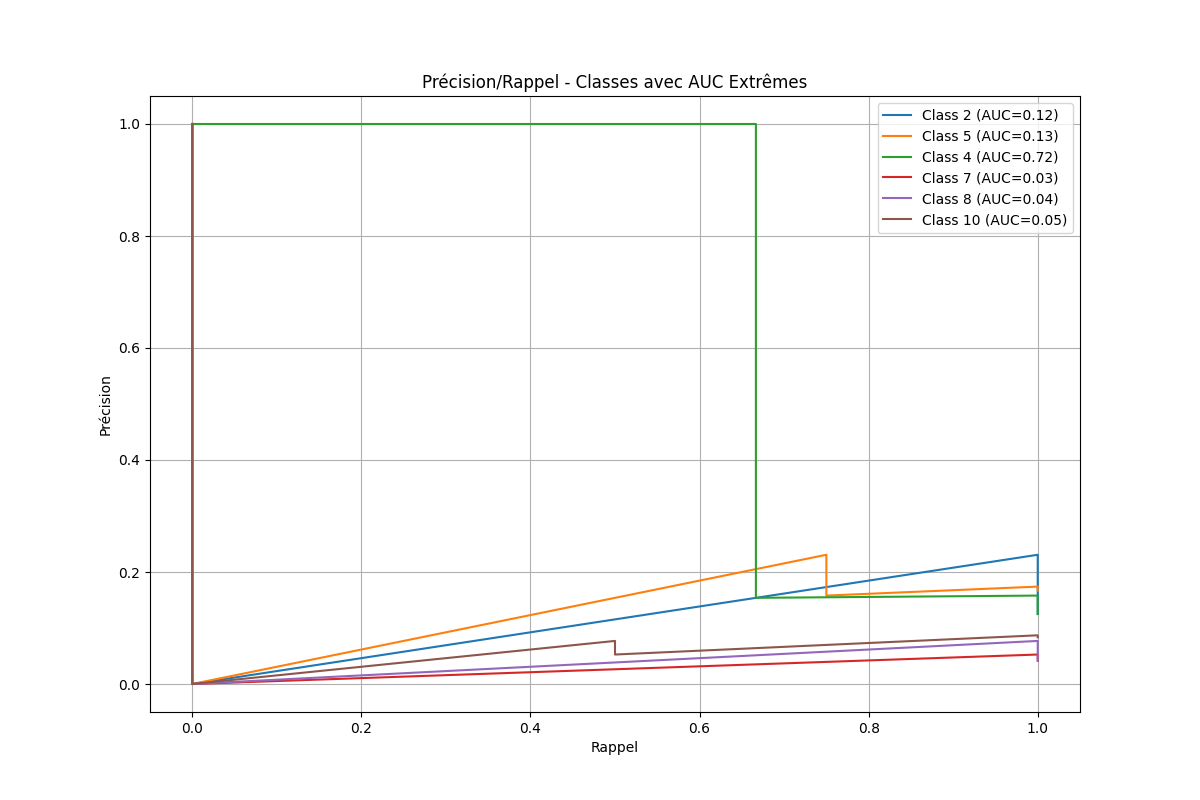 Précision/Rappel - Classes avec AUC Extrêmes
Class 2 (AUC=0.12)
Class 5 (AUC=0.13)
Class 4 (AUC=0.72)
Class 7 (AUC=0.03)
Class 8 (AUC=0.04)
Class 10 (AUC=0.05)
Précision
1.0
0.8
0.6
0.4
0.2
0.0
0.0 0.2 0.4 0.6 0.8 1.0
Rappel